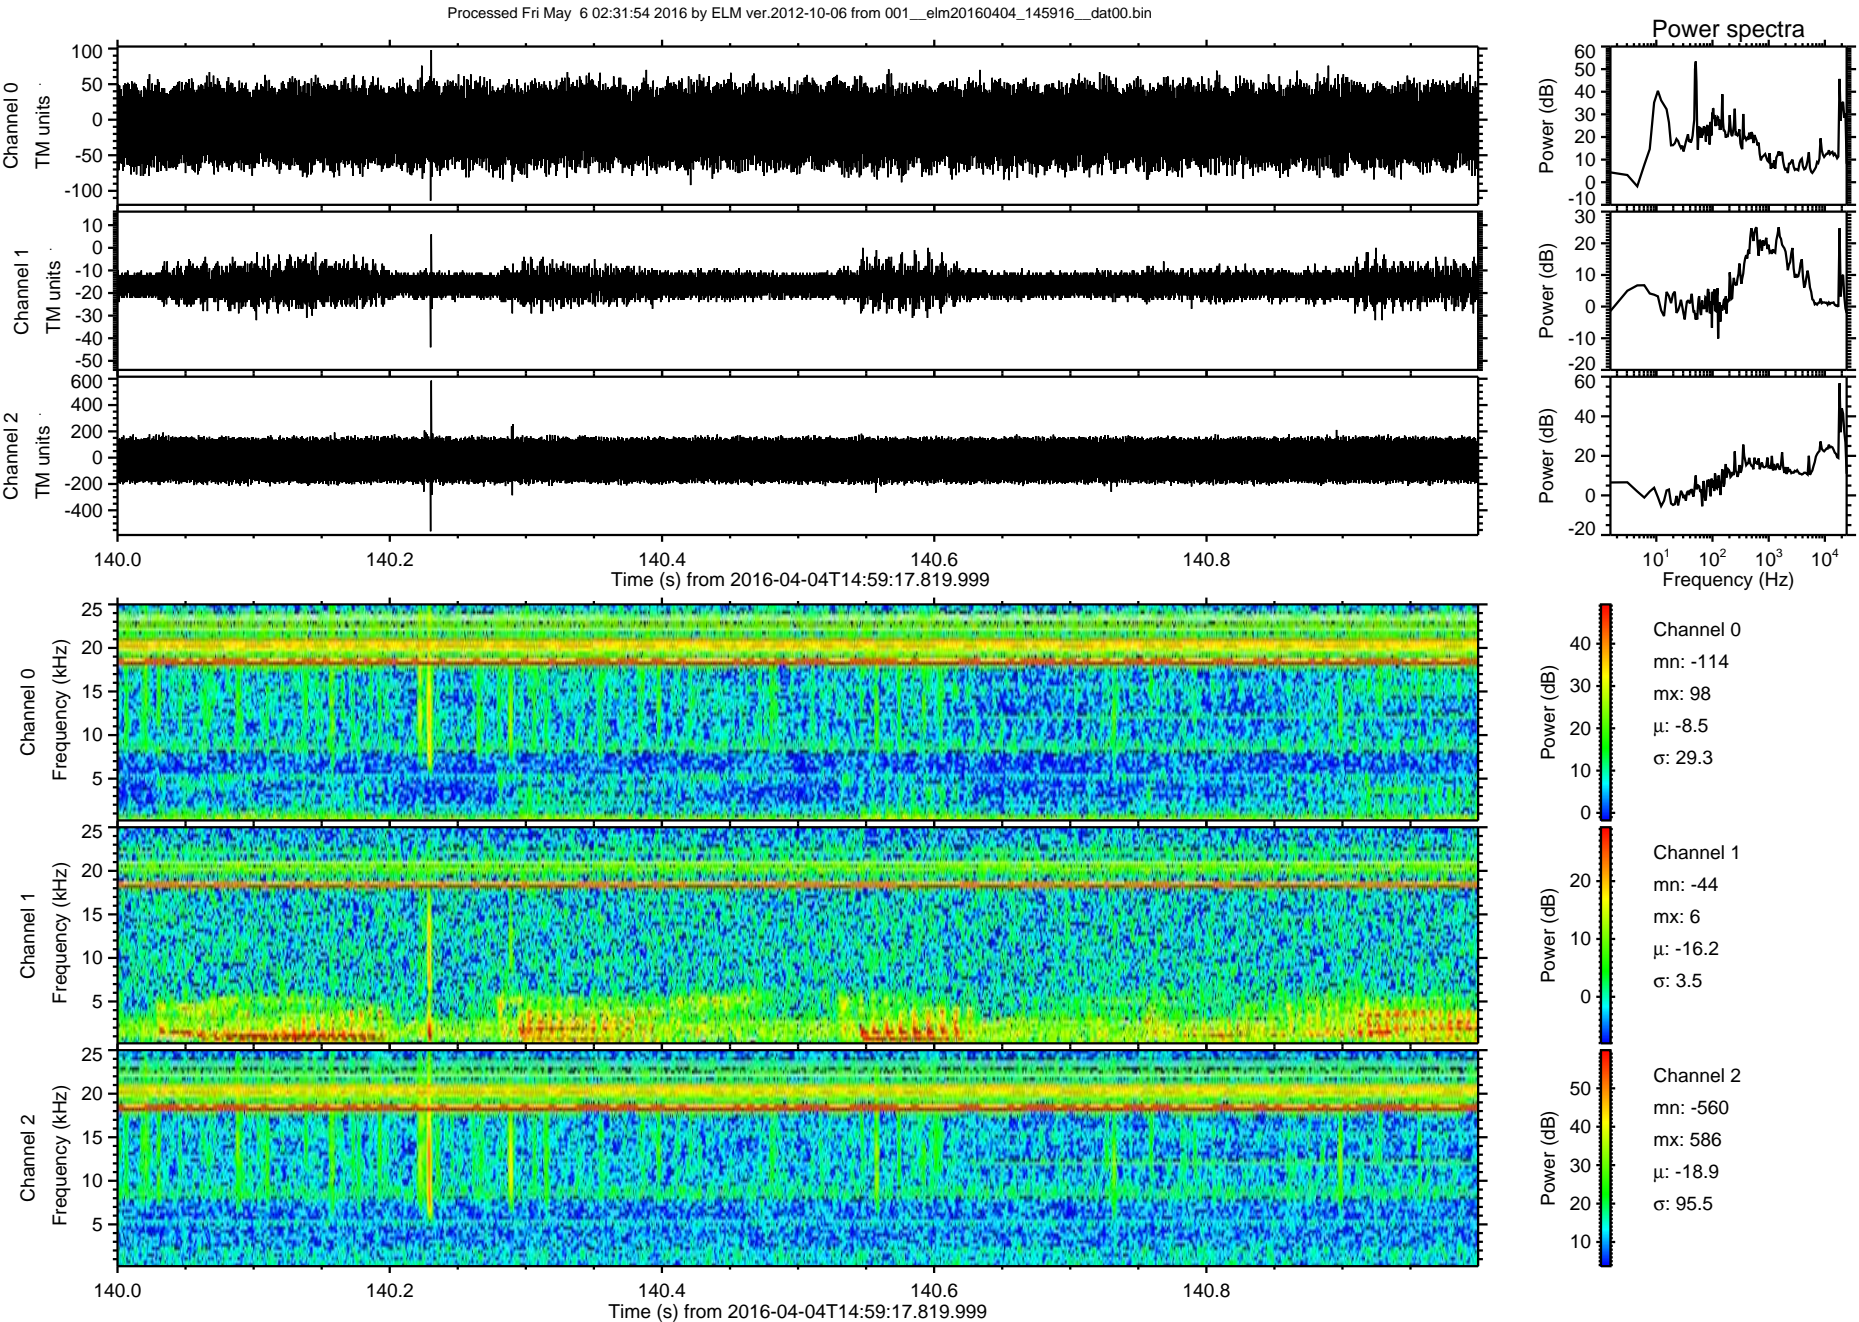 Processed Fri May  6 02:31:54 2016 by ELM ver.2012-10-06 from 001__elm20160404_145916__dat00.bin
Power spectra
Channel 0
TM units
100
50
0
-50
-100
Power (dB)
60
50
40
30
20
10
0
-10
Channel 1
TM units
10
0
-10
-20
-30
-40
-50
Power (dB)
30
20
10
0
-10
-20
Channel 2
TM units
600
400
200
0
-200
-400
Power (dB)
60
40
20
0
-20
140.0 140.2 140.4 140.6 140.8
Time (s) from 2016-04-04T14:59:17.819.999
10¹ 10² 10³ 10⁴
Frequency (Hz)
Channel 0
Frequency (kHz)
25
20
15
10
5
Power (dB)
40
30
20
10
0
Channel 0
mn: -114
mx: 98
μ: -8.5
σ: 29.3
Channel 1
Frequency (kHz)
25
20
15
10
5
Power (dB)
20
10
0
Channel 1
mn: -44
mx: 6
μ: -16.2
σ: 3.5
Channel 2
Frequency (kHz)
25
20
15
10
5
Power (dB)
50
40
30
20
10
Channel 2
mn: -560
mx: 586
μ: -18.9
σ: 95.5
140.0 140.2 140.4 140.6 140.8
Time (s) from 2016-04-04T14:59:17.819.999